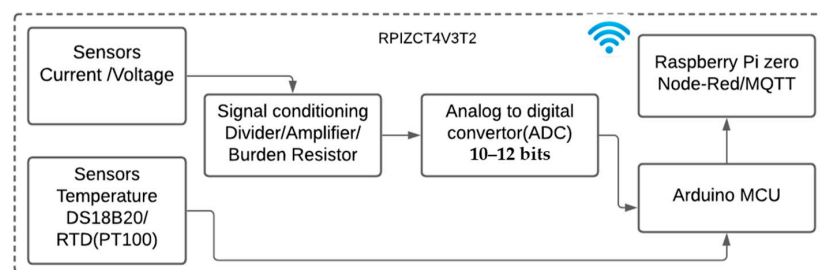 RPIZCT4V3T2
Sensors
Current /Voltage
Signal conditioning
Divider/Amplifier/
Burden Resistor
Analog to digital
convertor(ADC)
10–12 bits
Raspberry Pi zero
Node-Red/MQTT
Sensors
Temperature
DS18B20/
RTD(PT100)
Arduino MCU